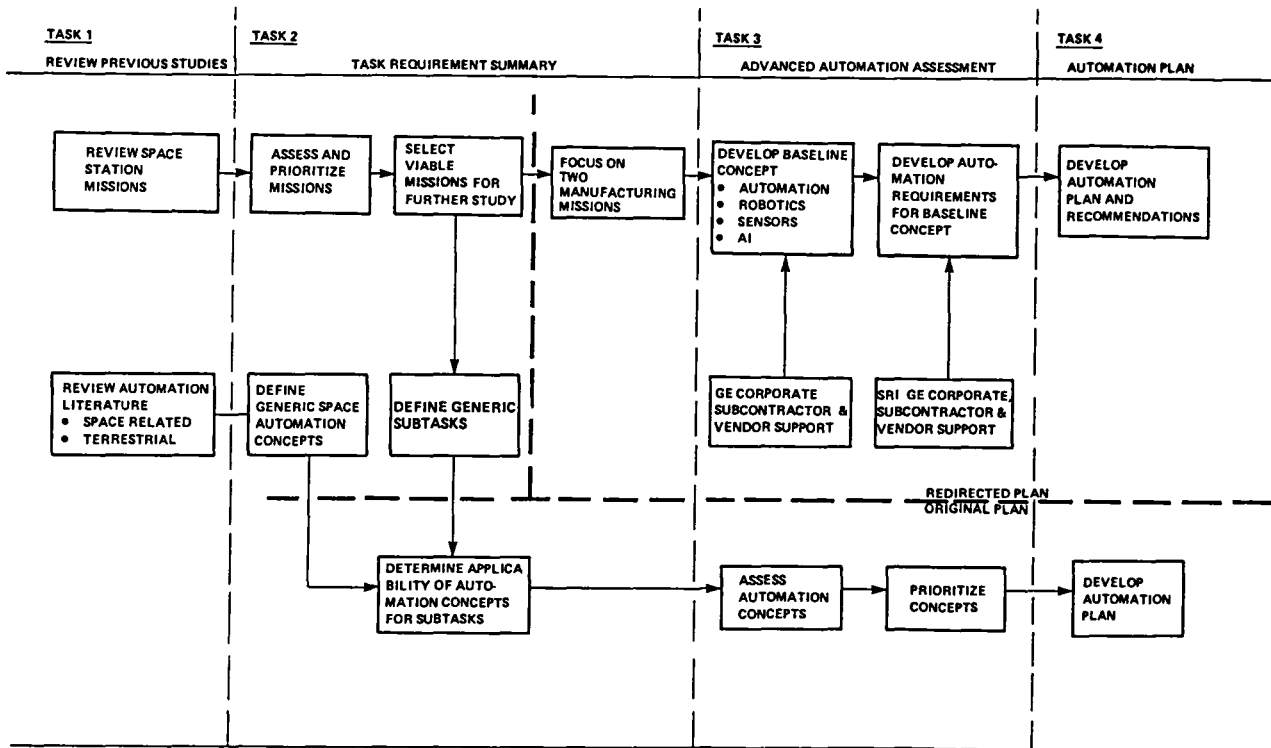 TASK 1
REVIEW PREVIOUS STUDIES
TASK 2
TASK REQUIREMENT SUMMARY
TASK 3
ADVANCED AUTOMATION ASSESSMENT
TASK 4
AUTOMATION PLAN
REVIEW SPACE
STATION
MISSIONS
ASSESS AND
PRIORITIZE
MISSIONS
SELECT
VIABLE
MISSIONS FOR
FURTHER STUDY
FOCUS ON
TWO
MANUFACTURING
MISSIONS
DEVELOP BASELINE
CONCEPT
● AUTOMATION
● ROBOTICS
● SENSORS
● AI
DEVELOP AUTO-
MATION
REQUIREMENTS
FOR BASELINE
CONCEPT
DEVELOP
AUTOMATION
PLAN AND
RECOMMENDATIONS
REVIEW AUTOMATION
LITERATURE
● SPACE RELATED
● TERRESTRIAL
DEFINE
GENERIC SPACE
AUTOMATION
CONCEPTS
DEFINE GENERIC
SUBTASKS
GE CORPORATE
SUBCONTRACTOR &
VENDOR SUPPORT
SRI GE CORPORATE,
SUBCONTRACTOR &
VENDOR SUPPORT
REDIRECTED PLAN
ORIGINAL PLAN
DETERMINE APPLICA
BILITY OF AUTO-
MATION CONCEPTS
FOR SUBTASKS
ASSESS
AUTOMATION
CONCEPTS
PRIORITIZE
CONCEPTS
DEVELOP
AUTOMATION
PLAN